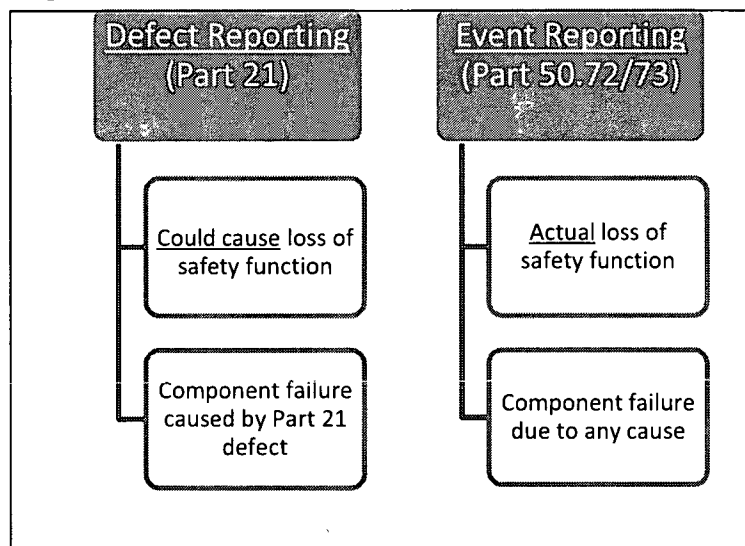 Defect Reporting
(Part 21)
Could cause loss of
safety function
Component failure
caused by Part 21
defect
Event Reporting
(Part 50.72/73)
Actual loss of
safety function
Component failure
due to any cause